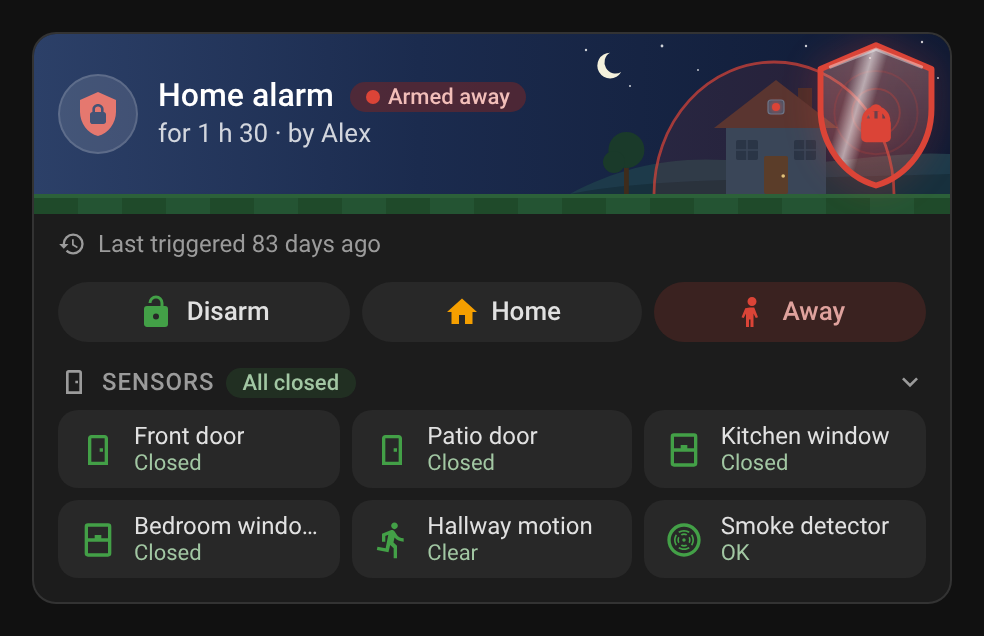 Home alarm
Armed away
for 1 h 30 · by Alex
Last triggered 83 days ago
Disarm
Home
Away
SENSORS
All closed
Front door
Closed
Patio door
Closed
Kitchen window
Closed
Bedroom windo...
Closed
Hallway motion
Clear
Smoke detector
OK